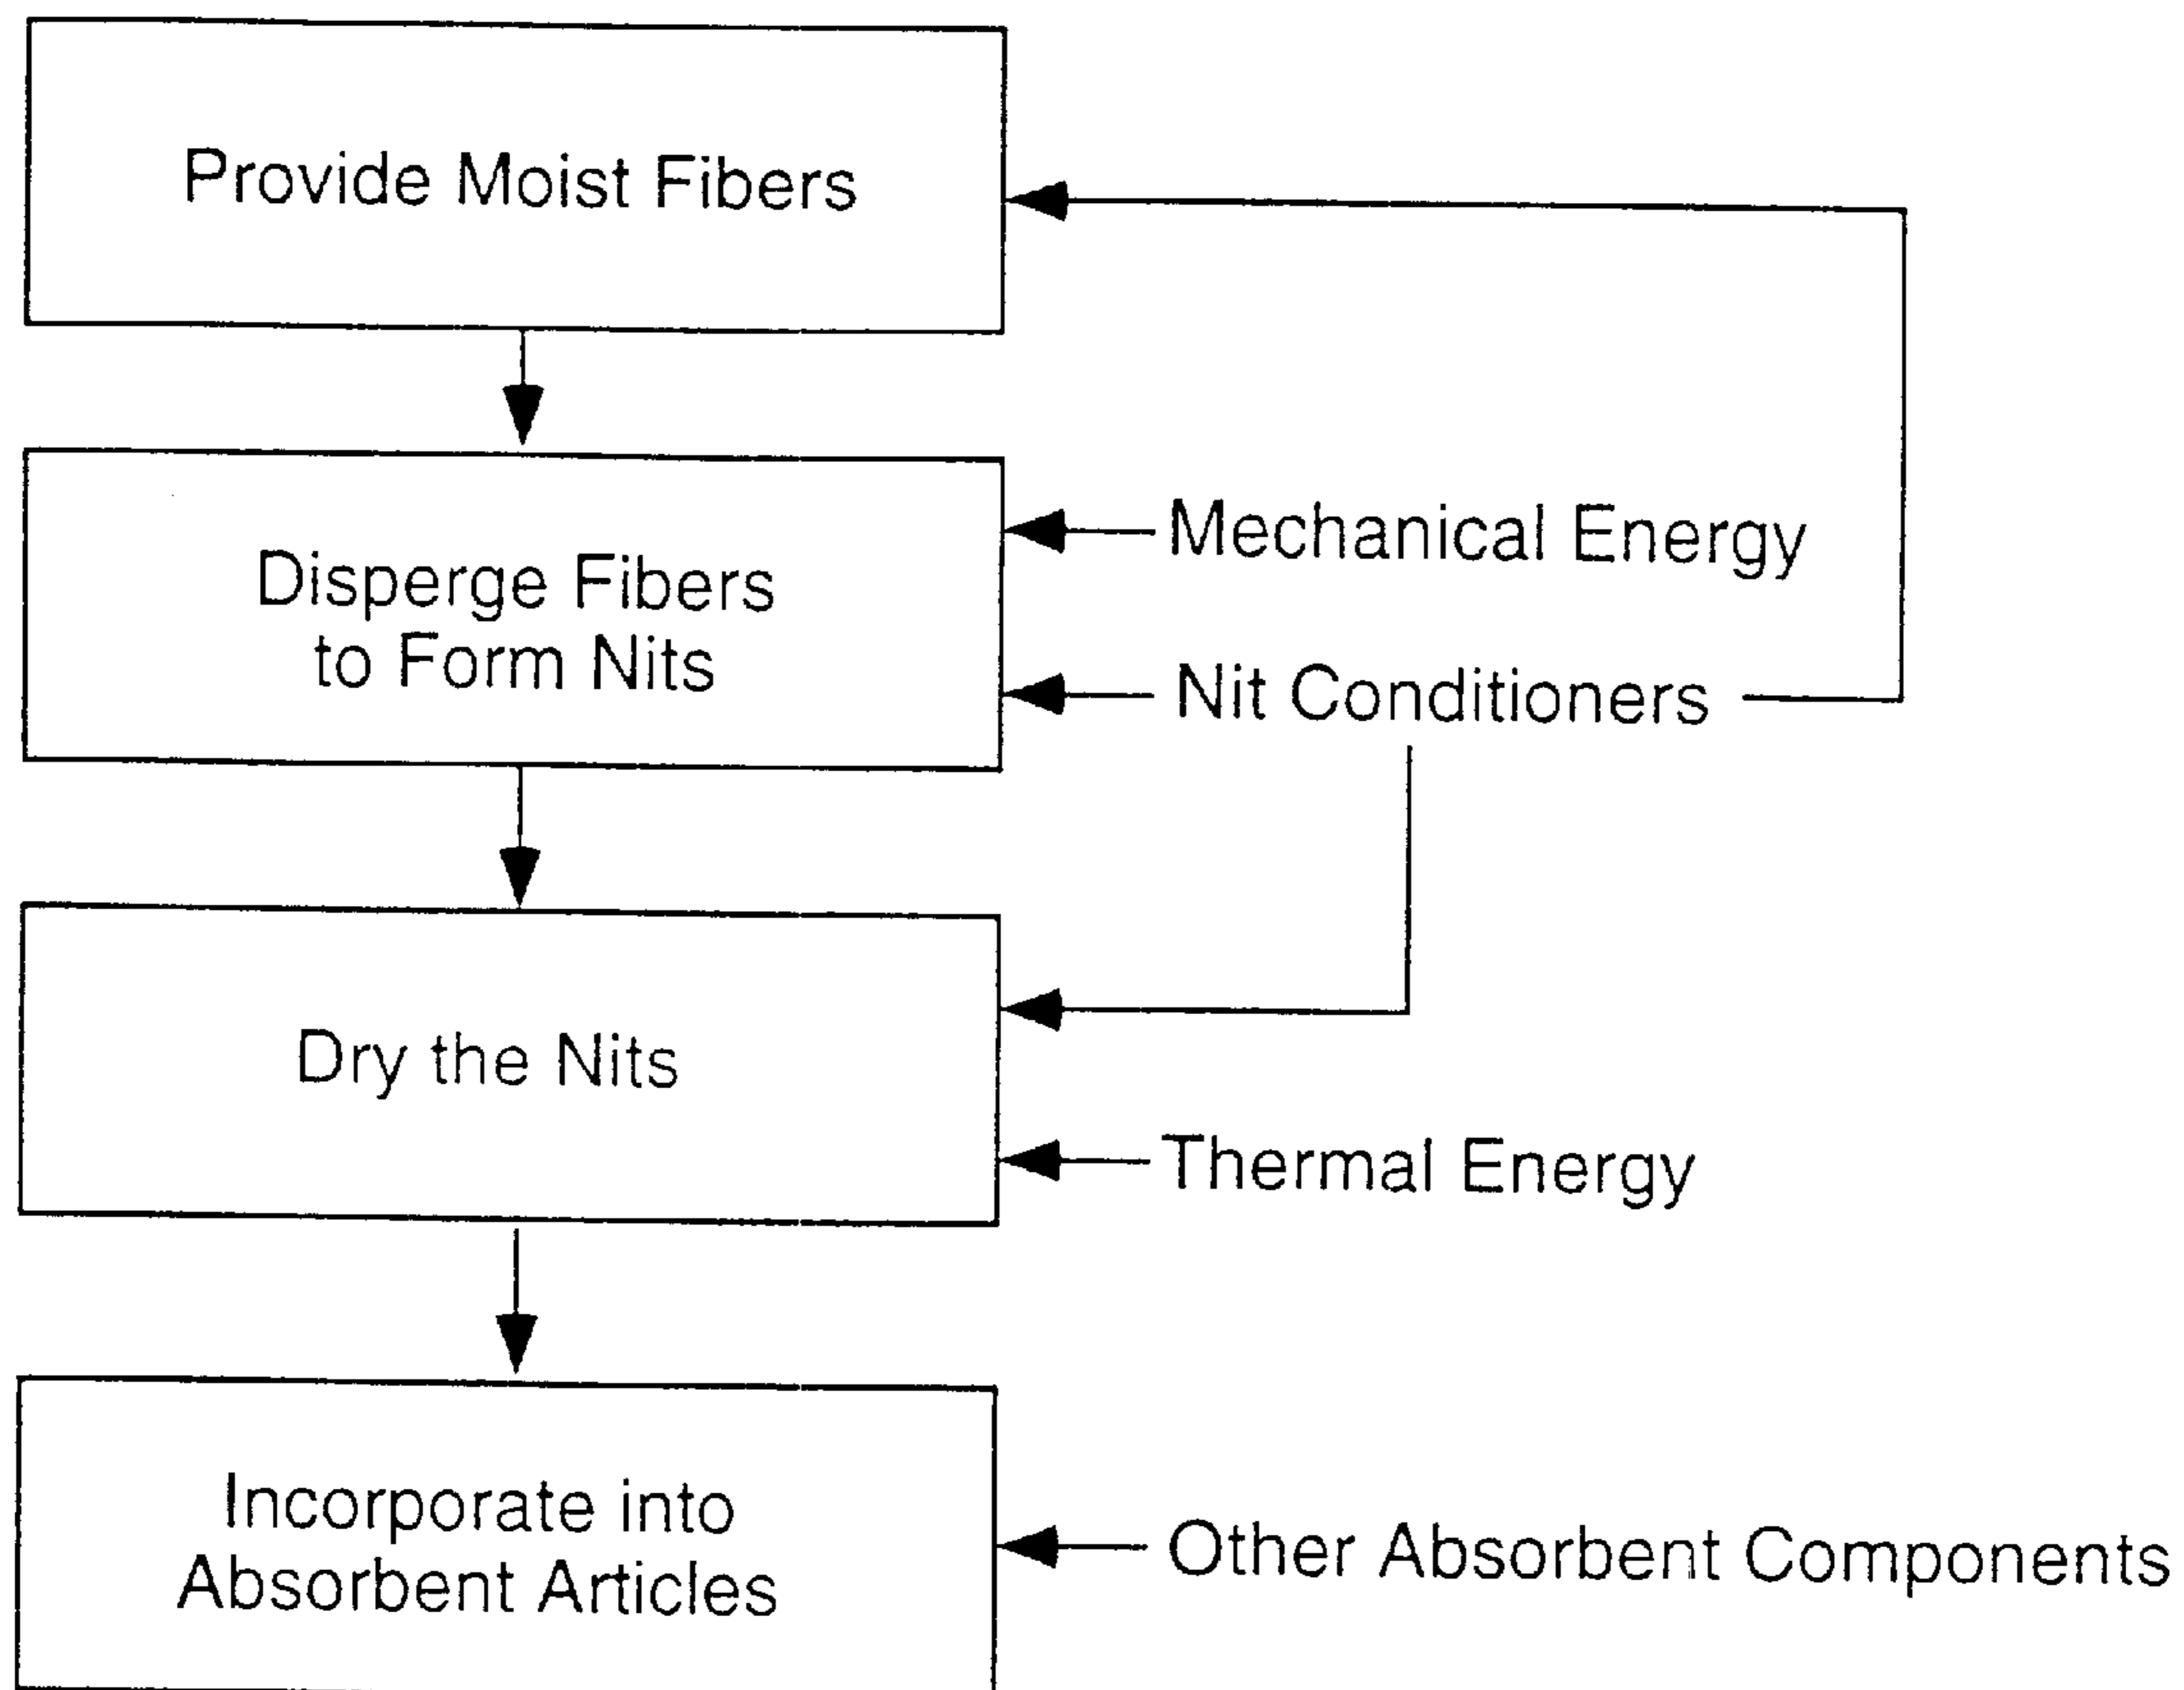 Provide Moist Fibers
Disperge Fibers
to Form Nits
Mechanical Energy
Nit Conditioners
Dry the Nits
Thermal Energy
Incorporate into
Absorbent Articles
Other Absorbent Components